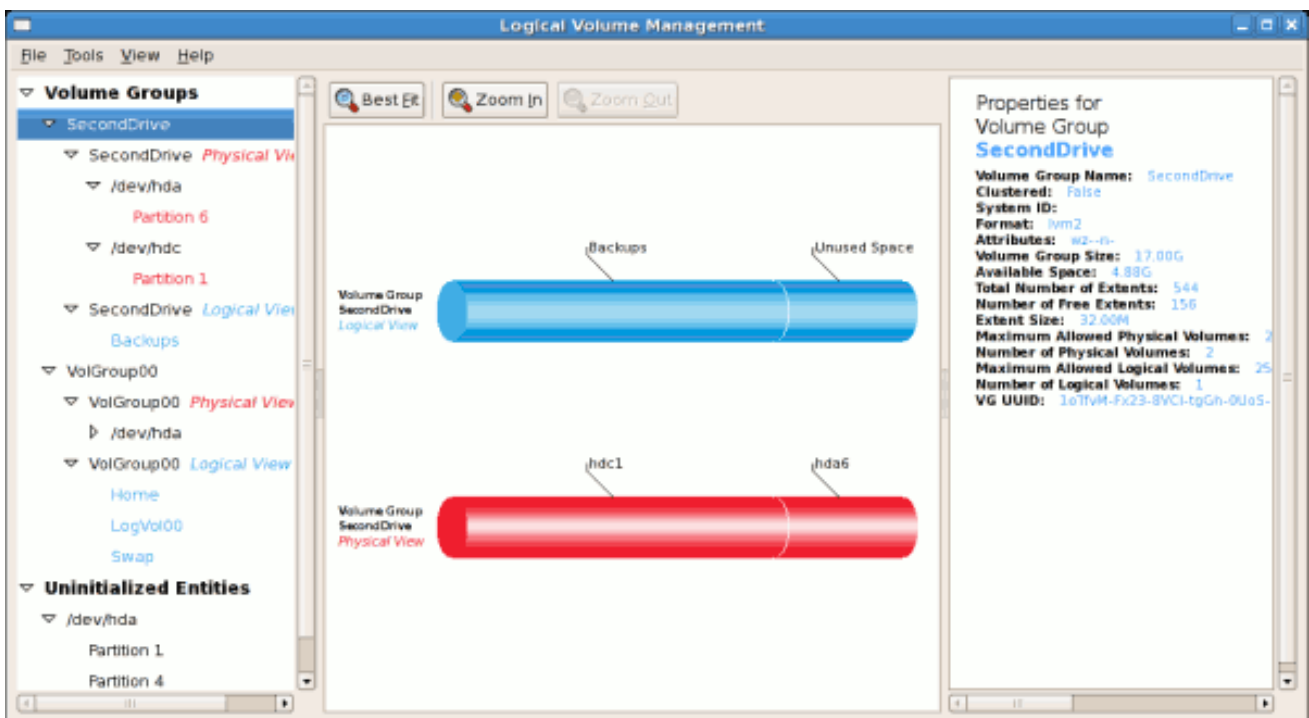 Logical Volume Management
File Tools View Help
Volume Groups
SecondDrive
SecondDrive Physical Vie
/dev/hda
Partition 6
/dev/hdc
Partition 1
SecondDrive Logical Vie
Backups
VolGroup00
VolGroup00 Physical View
/dev/hda
VolGroup00 Logical View
Home
LogVol00
Swap
Uninitialized Entities
/dev/hda
Partition 1
Partition 4
Best Fit Zoom In Zoom Out
Backups Unused Space
Volume Group
SecondDrive
Logical View
hdc1 hda6
Volume Group
SecondDrive
Physical View
Properties for
Volume Group
SecondDrive
Volume Group Name: SecondDrive
Clustered: False
System ID:
Format: lvm2
Attributes: wz--n-
Volume Group Size: 17.00G
Available Space: 4.88G
Total Number of Extents: 544
Number of Free Extents: 156
Extent Size: 32.00M
Maximum Allowed Physical Volumes: 2
Number of Physical Volumes: 2
Maximum Allowed Logical Volumes: 25
Number of Logical Volumes: 1
VG UUID: